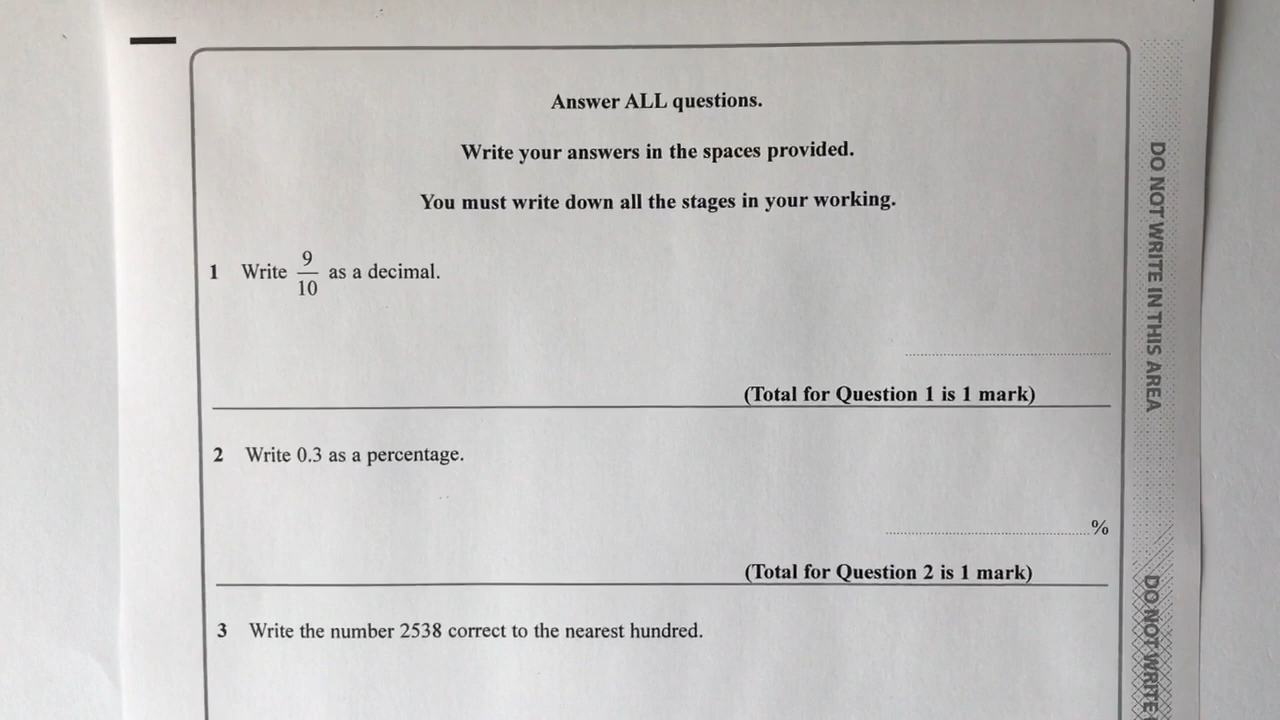 Answer ALL questions.
Write your answers in the spaces provided.
You must write down all the stages in your working.
1 Write 9/10 as a decimal.
(Total for Question 1 is 1 mark)
2 Write 0.3 as a percentage.
%
(Total for Question 2 is 1 mark)
3 Write the number 2538 correct to the nearest hundred.
DO NOT WRITE IN THIS AREA
DO NOT WRITE